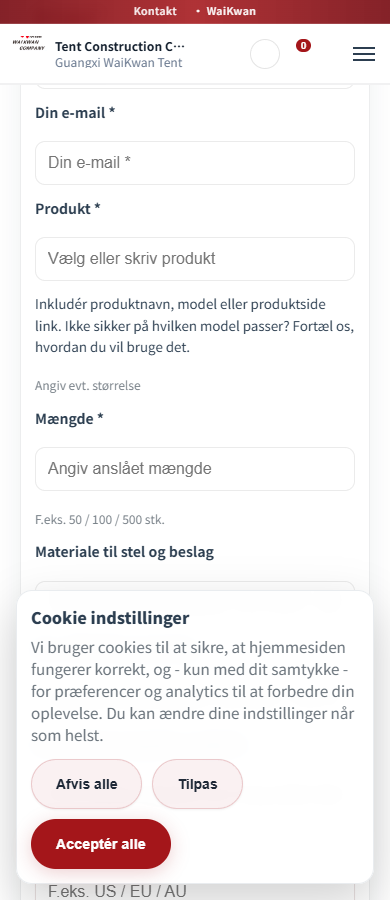 Kontakt • WaiKwan
WAIKWAN
COMPANY
Tent Construction C···
Guangxi WaiKwan Tent
0
Din e-mail *
Din e-mail *
Produkt *
Vælg eller skriv produkt
Inkludér produktnavn, model eller produktside
link. Ikke sikker på hvilken model passer? Fortæl os,
hvordan du vil bruge det.
Angiv evt. størrelse
Mængde *
Angiv anslået mængde
F.eks. 50 / 100 / 500 stk.
Materiale til stel og beslag
Cookie indstillinger
Vi bruger cookies til at sikre, at hjemmesiden
fungerer korrekt, og - kun med dit samtykke -
for præferencer og analytics til at forbedre din
oplevelse. Du kan ændre dine indstillinger når
som helst.
Afvis alle
Tilpas
Acceptér alle
F.eks. US / EU / AU